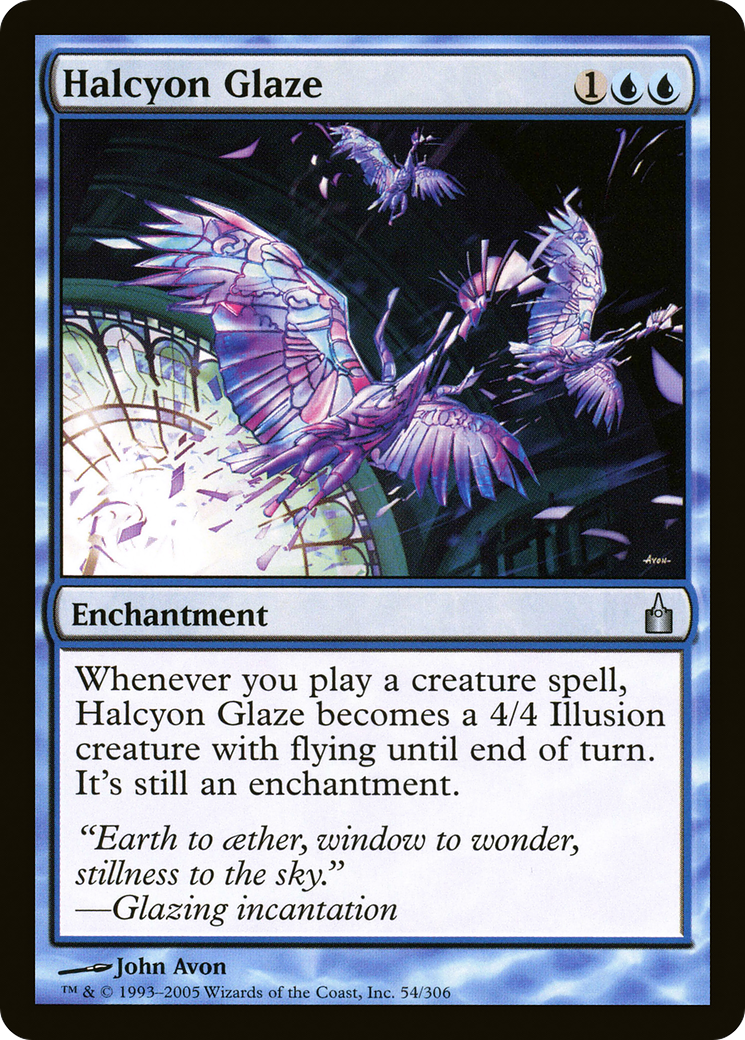 Halcyon Glaze 1
-Avon-
Enchantment
Whenever you play a creature spell,
Halcyon Glaze becomes a 4/4 Illusion
creature with flying until end of turn.
It's still an enchantment.
“Earth to æther, window to wonder,
stillness to the sky.”
—Glazing incantation
John Avon
™ & © 1993–2005 Wizards of the Coast, Inc. 54/306